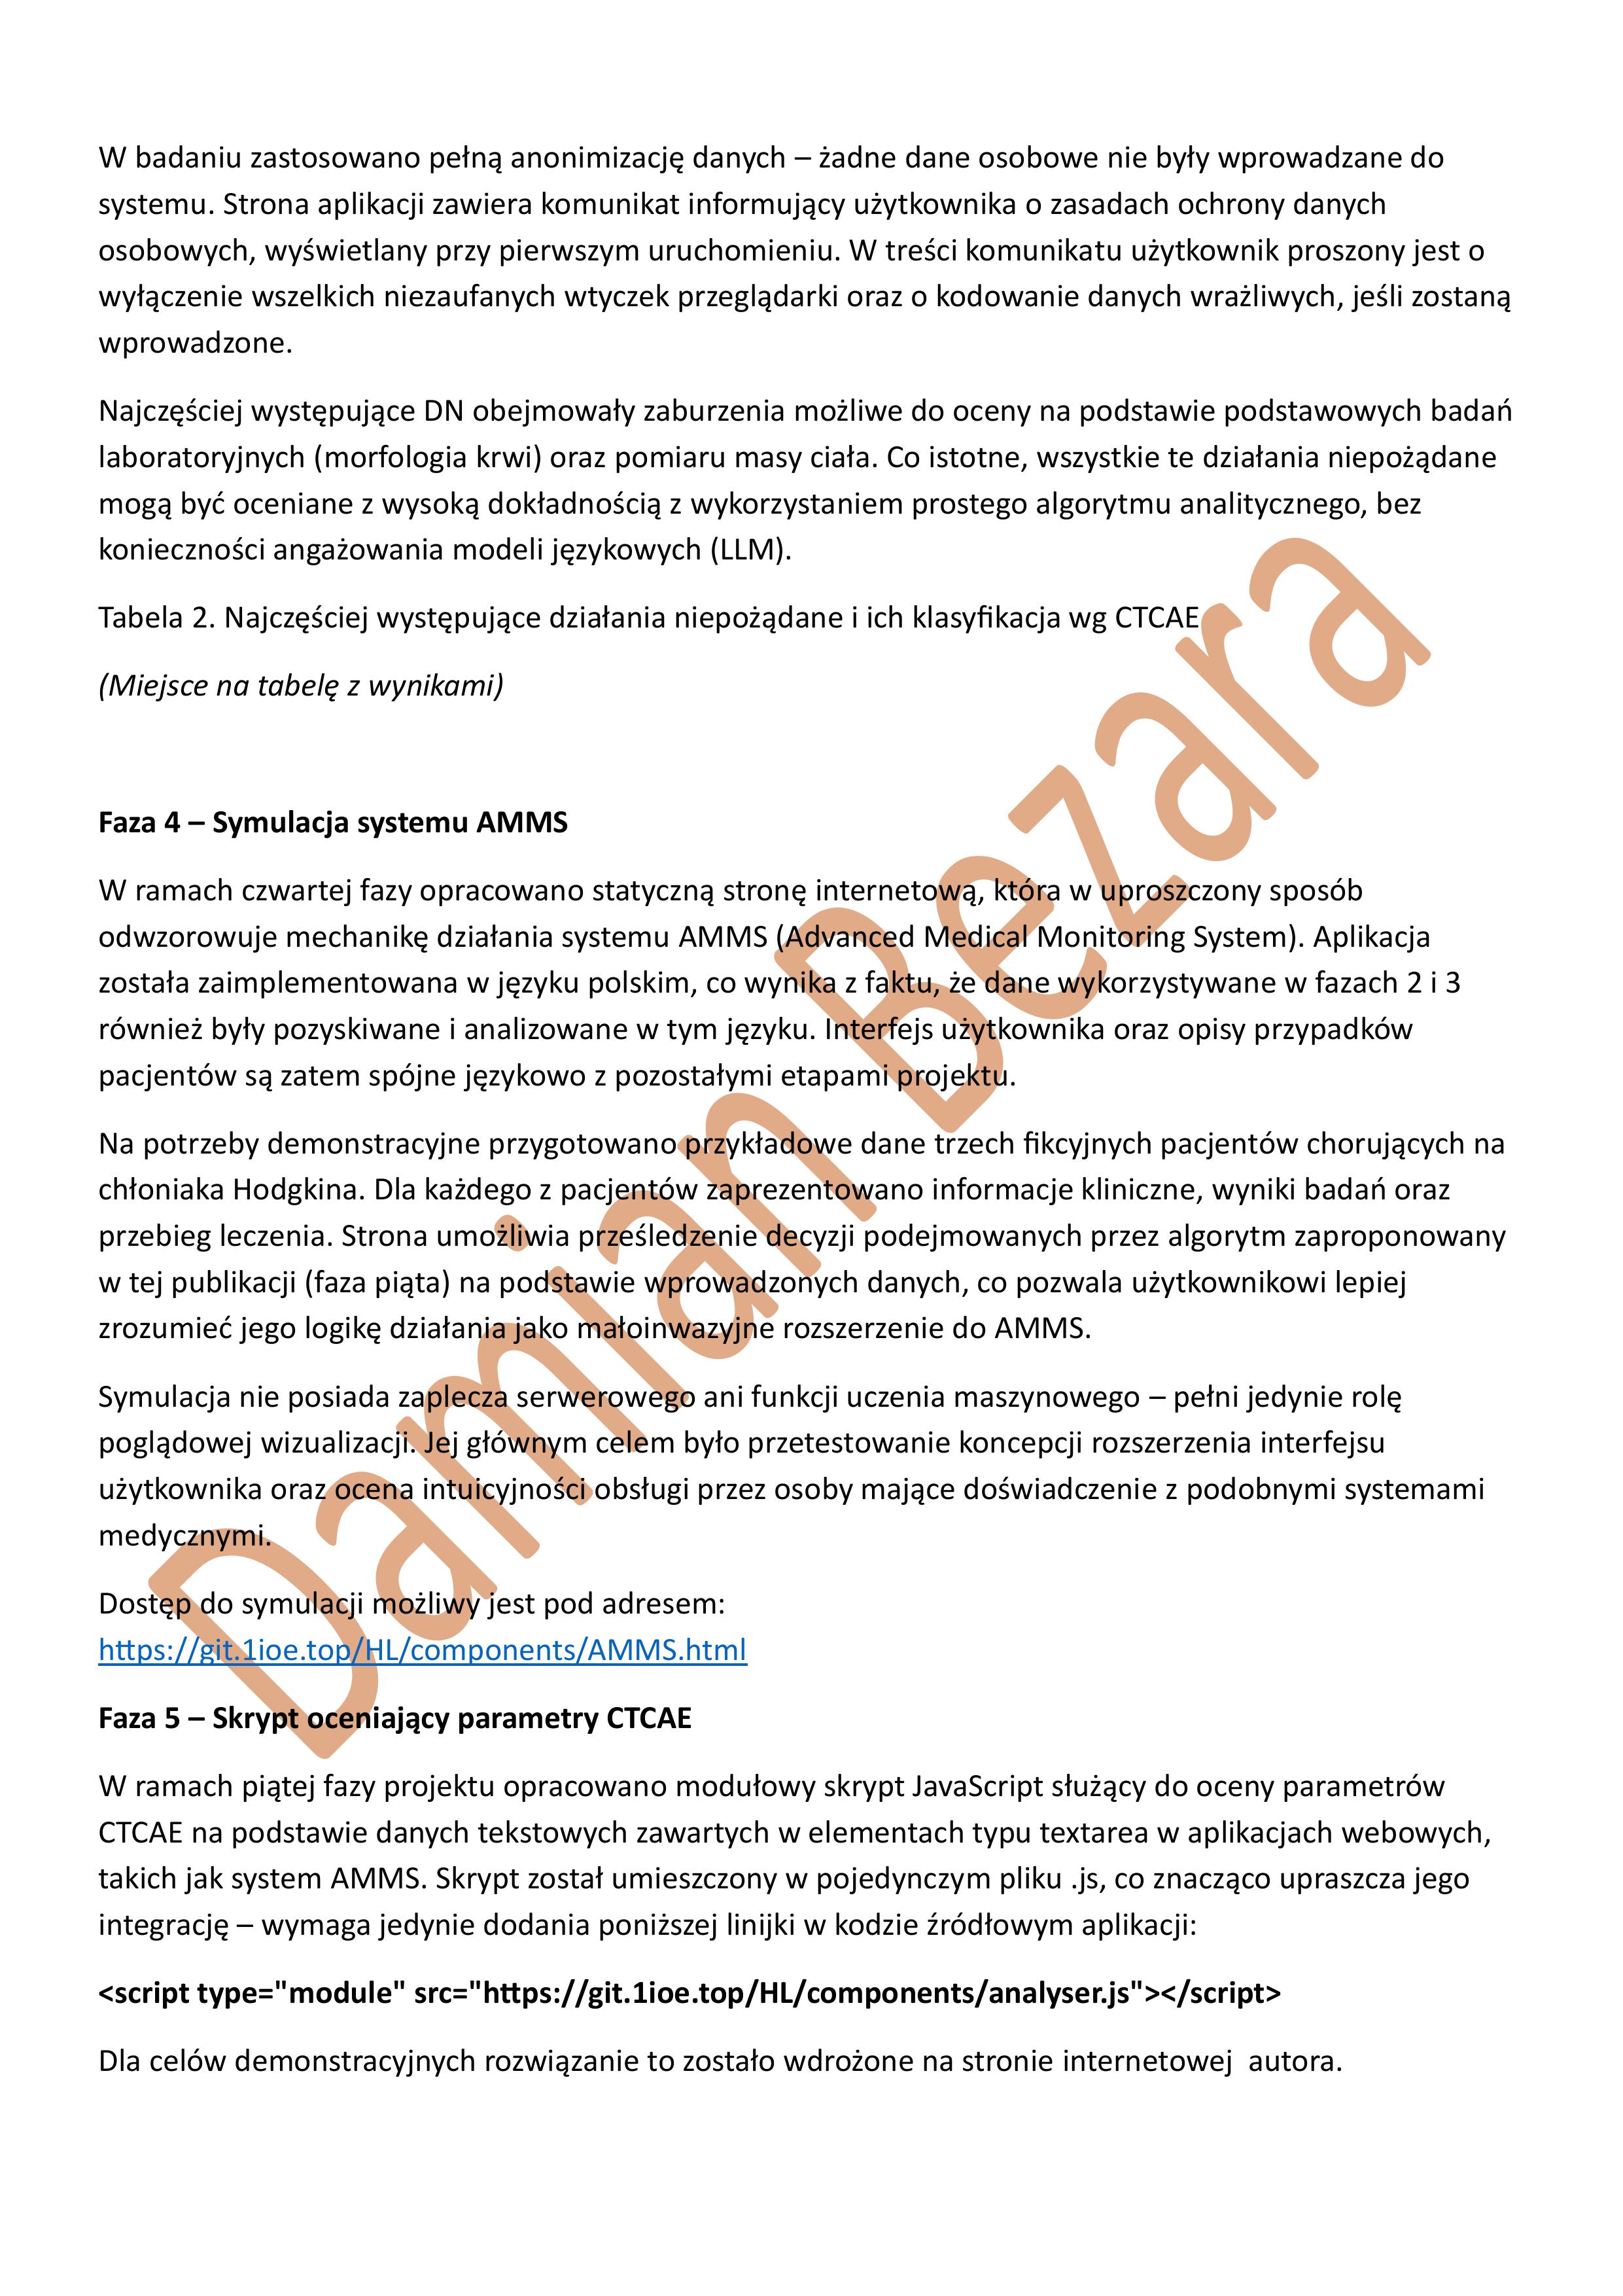 W badaniu zastosowano pełną anonimizację danych – żadne dane osobowe nie były wprowadzane do
systemu. Strona aplikacji zawiera komunikat informujący użytkownika o zasadach ochrony danych
osobowych, wyświetlany przy pierwszym uruchomieniu. W treści komunikatu użytkownik proszony jest o
wyłączenie wszelkich niezaufanych wtyczek przeglądarki oraz o kodowanie danych wrażliwych, jeśli zostaną
wprowadzone.
Najczęściej występujące DN obejmowały zaburzenia możliwe do oceny na podstawie podstawowych badań
laboratoryjnych (morfologia krwi) oraz pomiaru masy ciała. Co istotne, wszystkie te działania niepożądane
mogą być oceniane z wysoką dokładnością z wykorzystaniem prostego algorytmu analitycznego, bez
konieczności angażowania modeli językowych (LLM).
Tabela 2. Najczęściej występujące działania niepożądane i ich klasyfikacja wg CTCAE
(Miejsce na tabelę z wynikami)
Faza 4 – Symulacja systemu AMMS
W ramach czwartej fazy opracowano statyczną stronę internetową, która w uproszczony sposób
odwzorowuje mechanikę działania systemu AMMS (Advanced Medical Monitoring System). Aplikacja
została zaimplementowana w języku polskim, co wynika z faktu, że dane wykorzystywane w fazach 2 i 3
również były pozyskiwane i analizowane w tym języku. Interfejs użytkownika oraz opisy przypadków
pacjentów są zatem spójne językowo z pozostałymi etapami projektu.
Na potrzeby demonstracyjne przygotowano przykładowe dane trzech fikcyjnych pacjentów chorujących na
chłoniaka Hodgkina. Dla każdego z pacjentów zaprezentowano informacje kliniczne, wyniki badań oraz
przebieg leczenia. Strona umożliwia prześledzenie decyzji podejmowanych przez algorytm zaproponowany
w tej publikacji (faza piąta) na podstawie wprowadzonych danych, co pozwala użytkownikowi lepiej
zrozumieć jego logikę działania jako małoinwazyjne rozszerzenie do AMMS.
Symulacja nie posiada zaplecza serwerowego ani funkcji uczenia maszynowego – pełni jedynie rolę
poglądowej wizualizacji. Jej głównym celem było przetestowanie koncepcji rozszerzenia interfejsu
użytkownika oraz ocena intuicyjności obsługi przez osoby mające doświadczenie z podobnymi systemami
medycznymi.
Dostęp do symulacji możliwy jest pod adresem:
https://git.1ioe.top/HL/components/AMMS.html
Faza 5 – Skrypt oceniający parametry CTCAE
W ramach piątej fazy projektu opracowano modułowy skrypt JavaScript służący do oceny parametrów
CTCAE na podstawie danych tekstowych zawartych w elementach typu textarea w aplikacjach webowych,
takich jak system AMMS. Skrypt został umieszczony w pojedynczym pliku .js, co znacząco upraszcza jego
integrację – wymaga jedynie dodania poniższej linijki w kodzie źródłowym aplikacji:
<script type="module" src="https://git.1ioe.top/HL/components/analyser.js"></script>
Dla celów demonstracyjnych rozwiązanie to zostało wdrożone na stronie internetowej  autora.
Damian Bezara